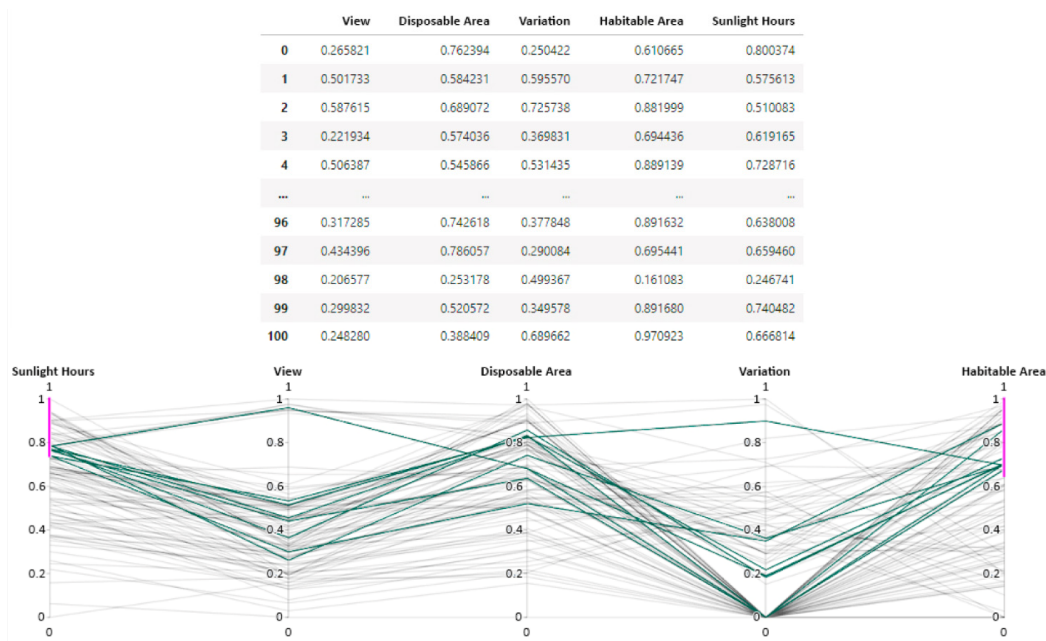 View Disposable Area Variation Habitable Area Sunlight Hours
0 0.265821 0.762394 0.250422 0.610665 0.800374
1 0.501733 0.584231 0.595570 0.721747 0.575613
2 0.587615 0.689072 0.725738 0.881999 0.510083
3 0.221934 0.574036 0.369831 0.694436 0.619165
4 0.506387 0.545866 0.531435 0.889139 0.728716
... ... ... ... ... ...
96 0.317285 0.742618 0.377848 0.891632 0.638008
97 0.434396 0.786057 0.290084 0.695441 0.659460
98 0.206577 0.253178 0.499367 0.161083 0.246741
99 0.299832 0.520572 0.349578 0.891680 0.740482
100 0.248280 0.388409 0.689662 0.970923 0.666814
Sunlight Hours View Disposable Area Variation Habitable Area
1 1 1 1 1
1 1 1 1 1
0.8 0.8 0.8 0.8 0.8
0.6 0.6 0.6 0.6 0.6
0.4 0.4 0.4 0.4 0.4
0.2 0.2 0.2 0.2 0.2
0 0 0 0 0
0 0 0 0 0